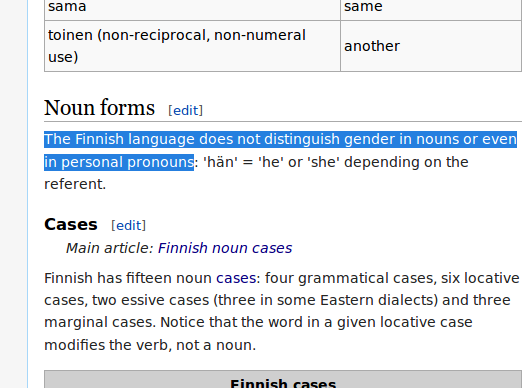 sama same
toinen (non-reciprocal, non-numeral
use) another
Noun forms [edit]
The Finnish language does not distinguish gender in nouns or even
in personal pronouns: 'hän' = 'he' or 'she' depending on the
referent.
Cases [edit]
Main article: Finnish noun cases
Finnish has fifteen noun cases: four grammatical cases, six locative
cases, two essive cases (three in some Eastern dialects) and three
marginal cases. Notice that the word in a given locative case
modifies the verb, not a noun.
Finnish cases